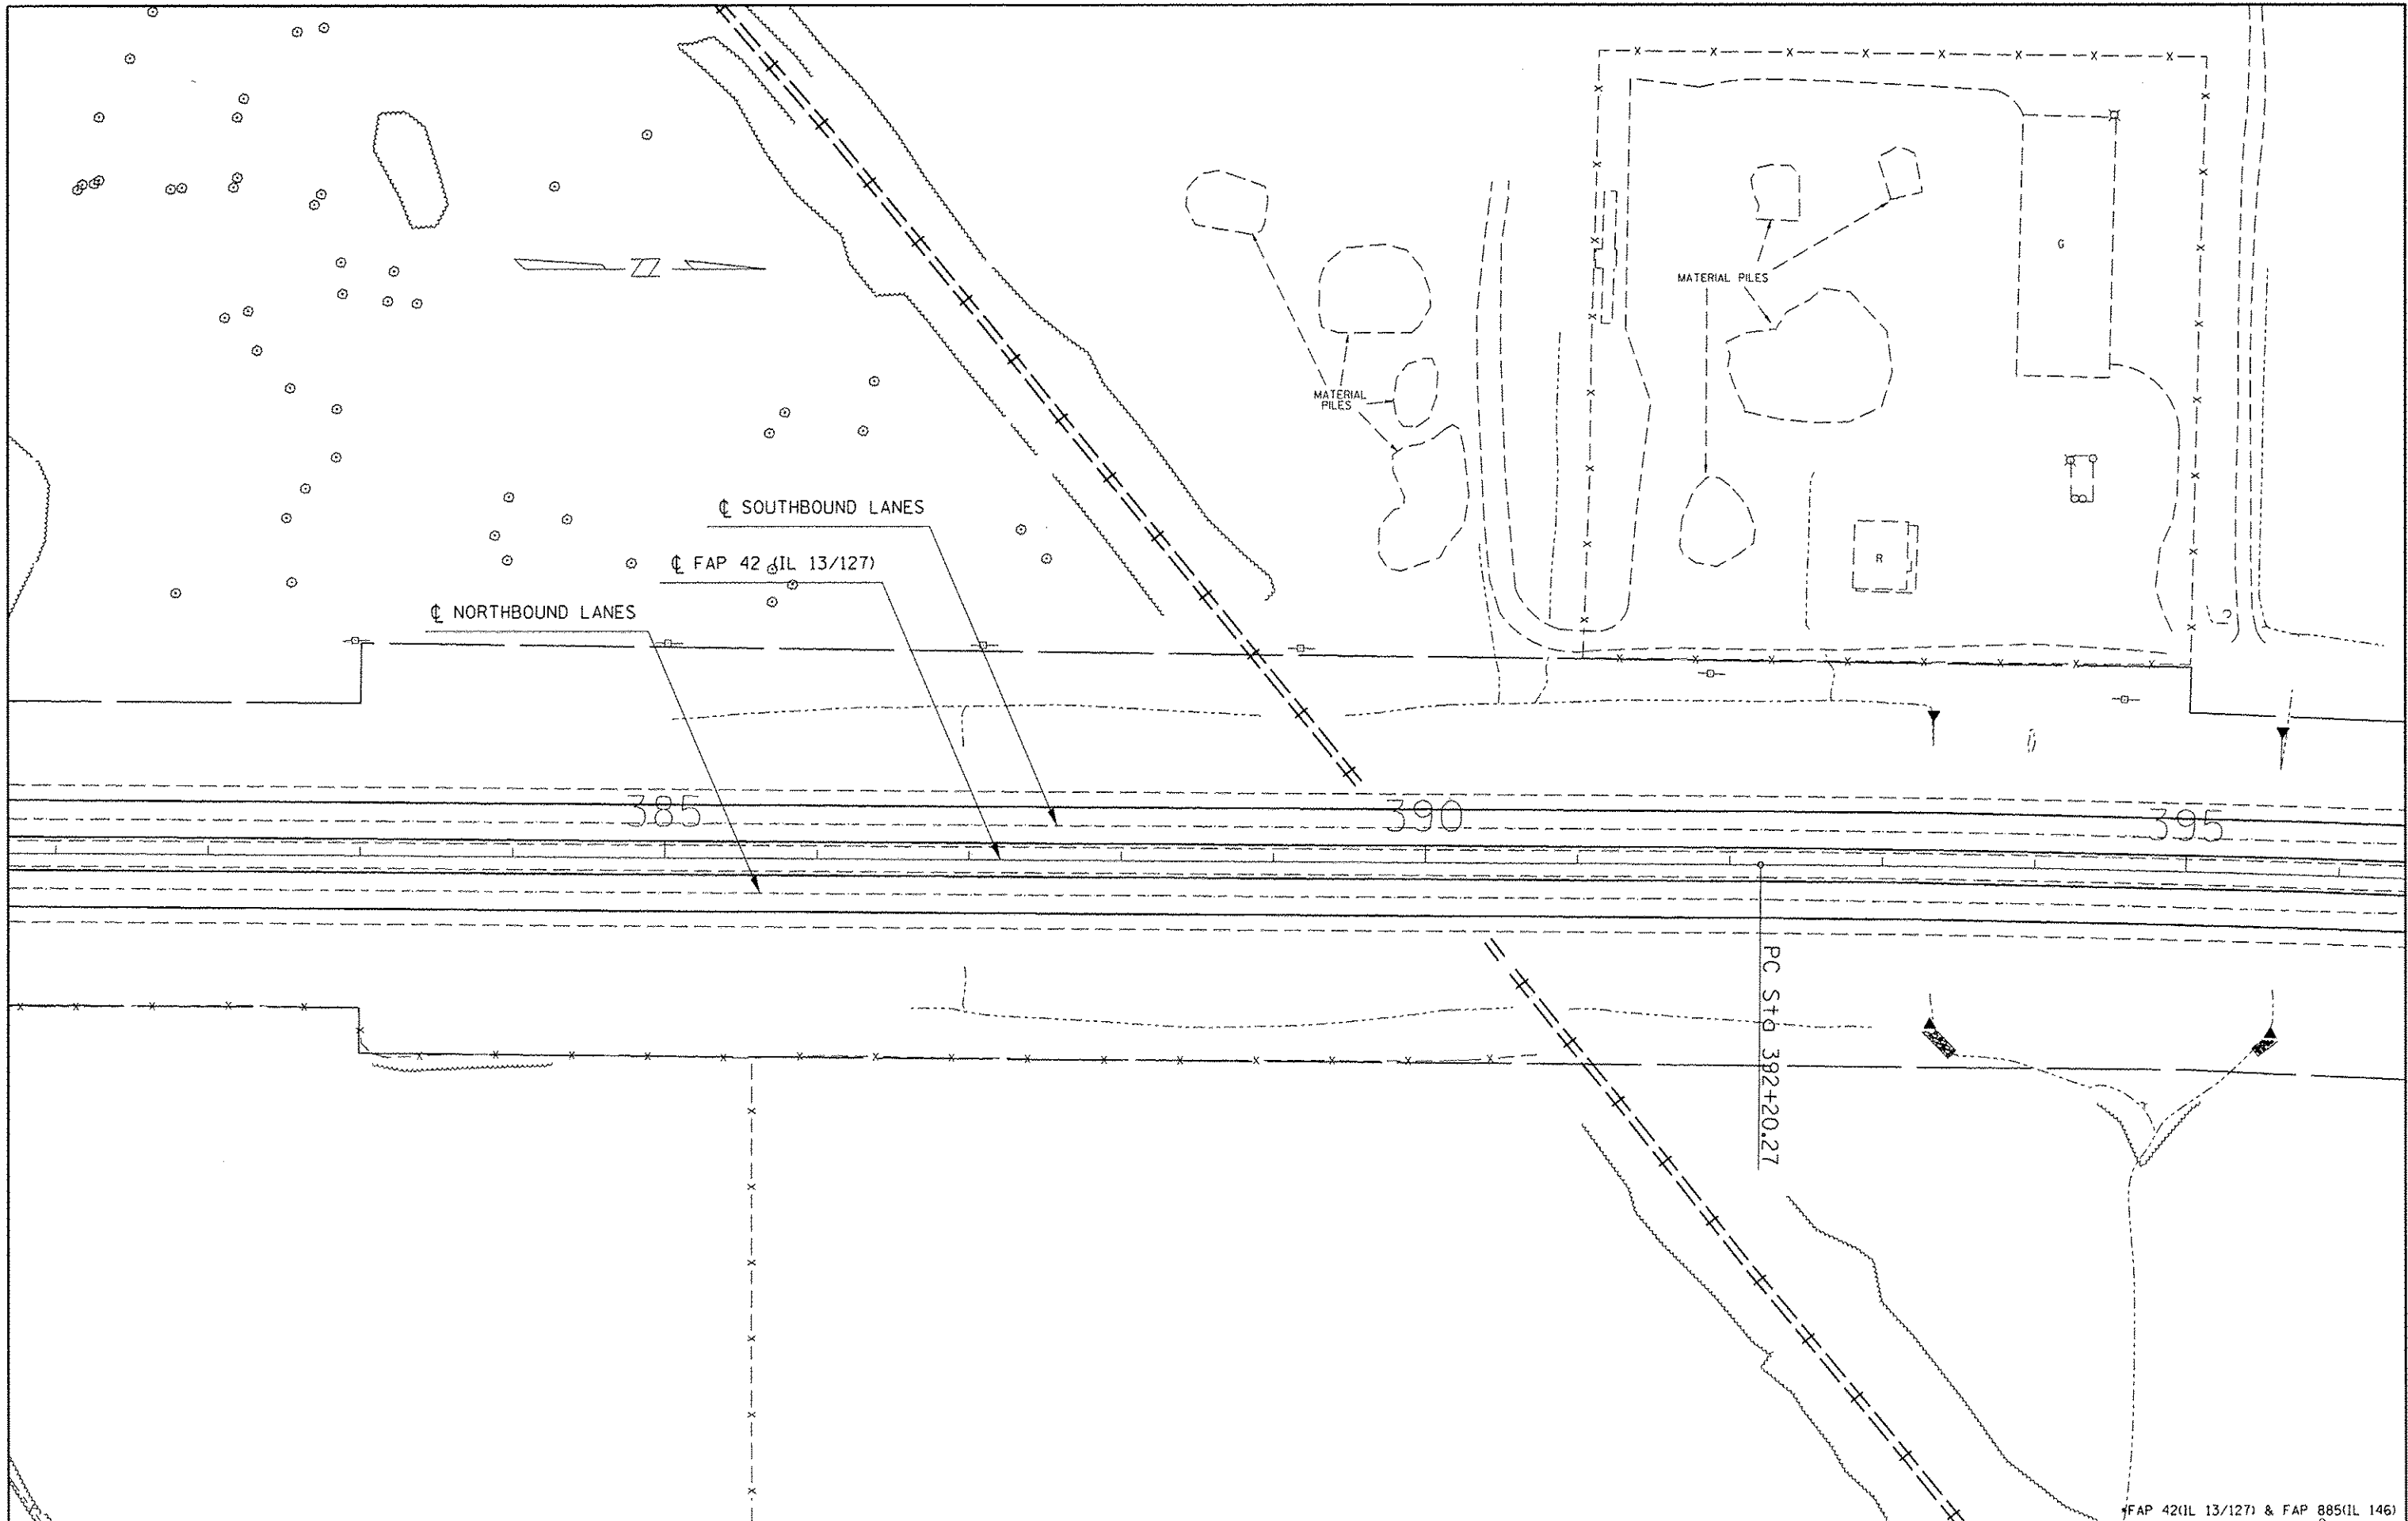 G
MATERIAL PILES
MATERIAL
PILES
℄ SOUTHBOUND LANES
℄ FAP 42 (IL 13/127)
R
℄ NORTHBOUND LANES
385
390
395
PC Sta 392+20.27
*FAP 42(IL 13/127) & FAP 885(IL 146)